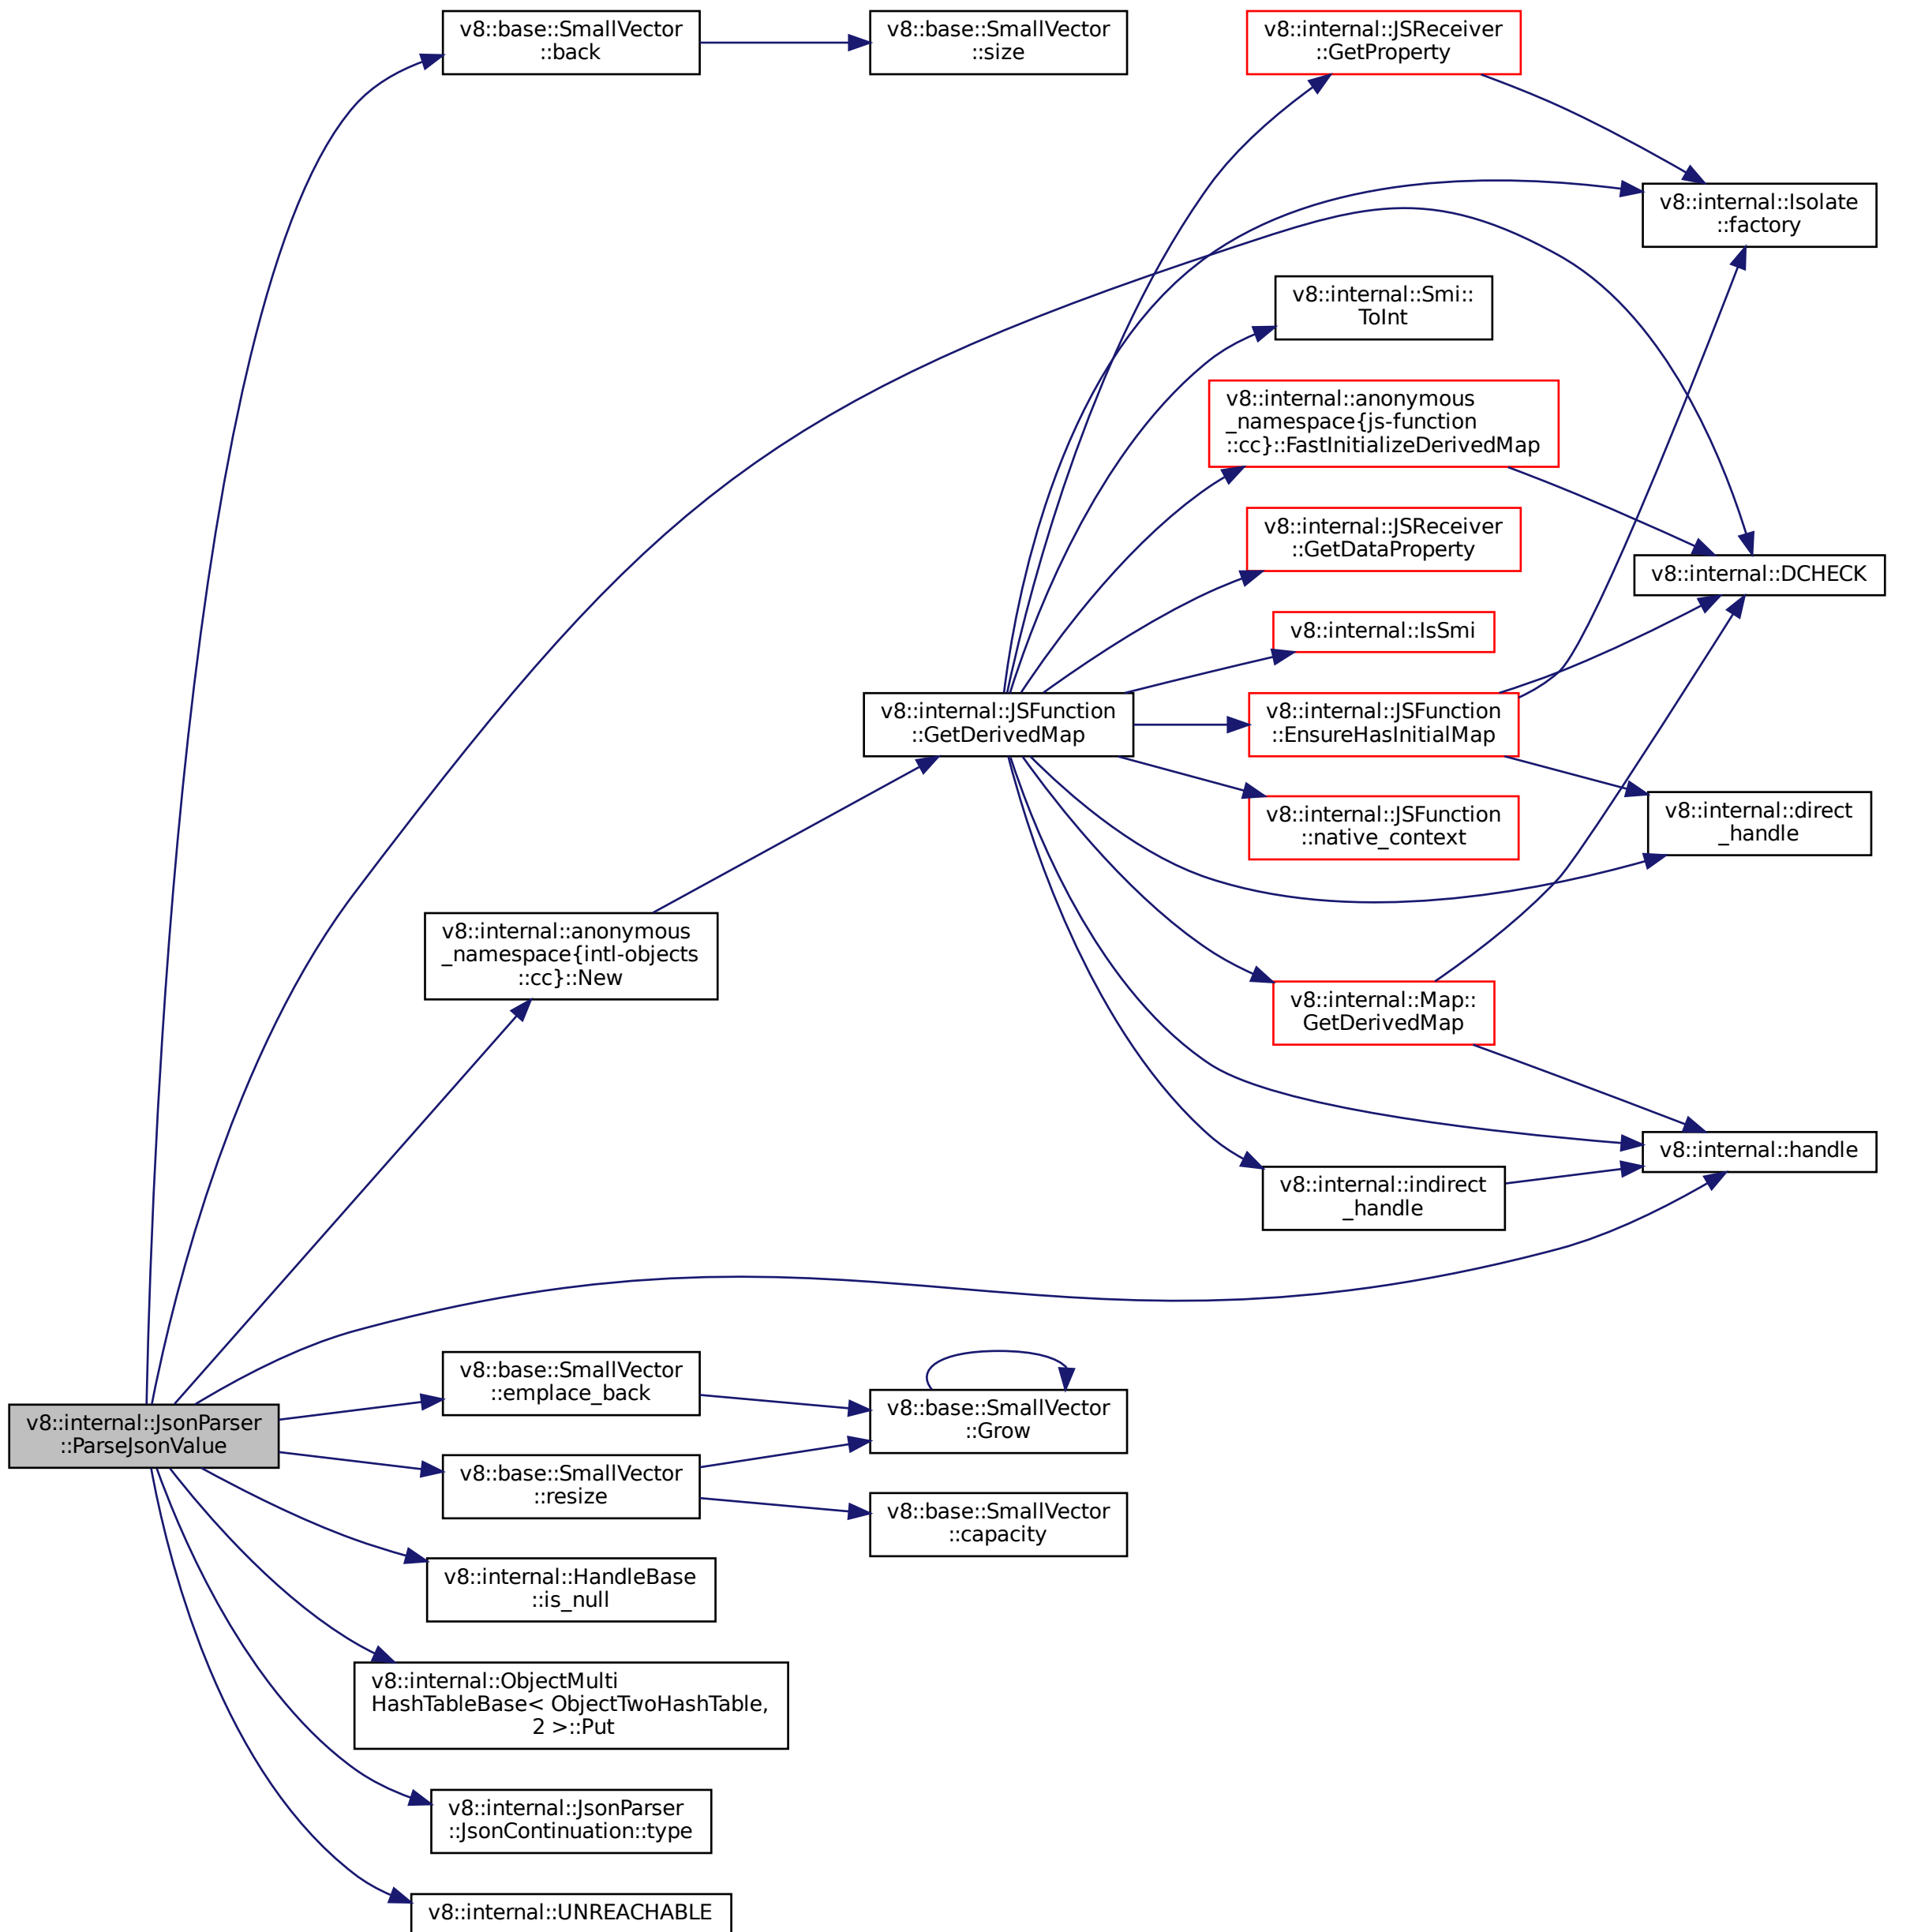 v8::base::SmallVector
::back
v8::base::SmallVector
::size
v8::internal::JSReceiver
::GetProperty
v8::internal::Isolate
::factory
v8::internal::Smi::
ToInt
v8::internal::anonymous
_namespace{js-function
::cc}::FastInitializeDerivedMap
v8::internal::JSReceiver
::GetDataProperty
v8::internal::DCHECK
v8::internal::IsSmi
v8::internal::JSFunction
::GetDerivedMap
v8::internal::JSFunction
::EnsureHasInitialMap
v8::internal::JSFunction
::native_context
v8::internal::direct
_handle
v8::internal::anonymous
_namespace{intl-objects
::cc}::New
v8::internal::Map::
GetDerivedMap
v8::internal::handle
v8::internal::indirect
_handle
v8::internal::JsonParser
::ParseJsonValue
v8::base::SmallVector
::emplace_back
v8::base::SmallVector
::Grow
v8::base::SmallVector
::resize
v8::base::SmallVector
::capacity
v8::internal::HandleBase
::is_null
v8::internal::ObjectMulti
HashTableBase< ObjectTwoHashTable,
2 >::Put
v8::internal::JsonParser
::JsonContinuation::type
v8::internal::UNREACHABLE